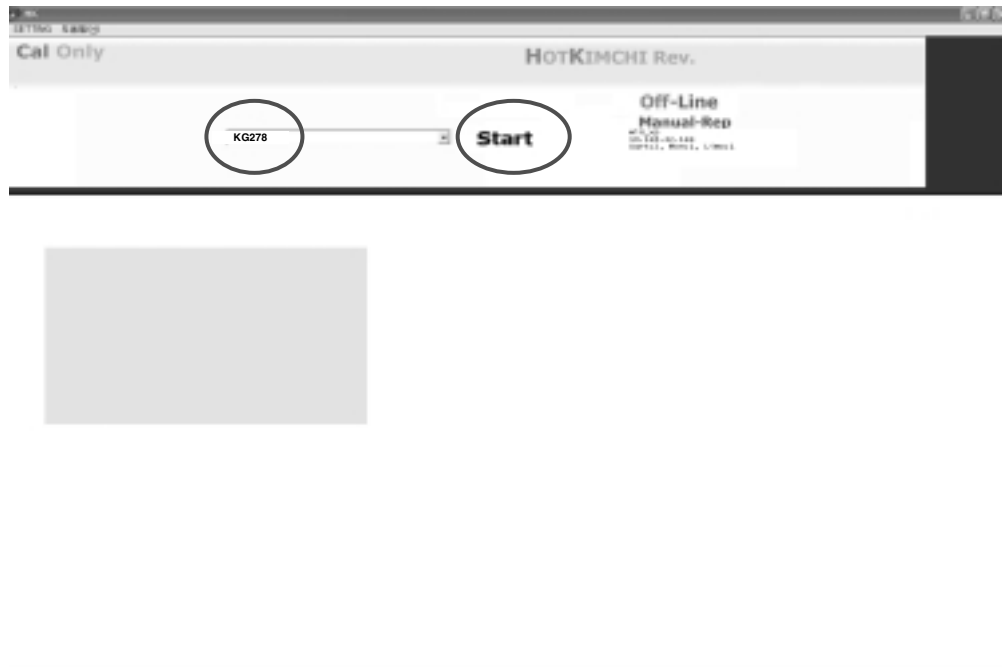 SETTING
Cal Only
HOTKIMCHI Rev.
Off-Line
Manual-Rep
KG278
Start